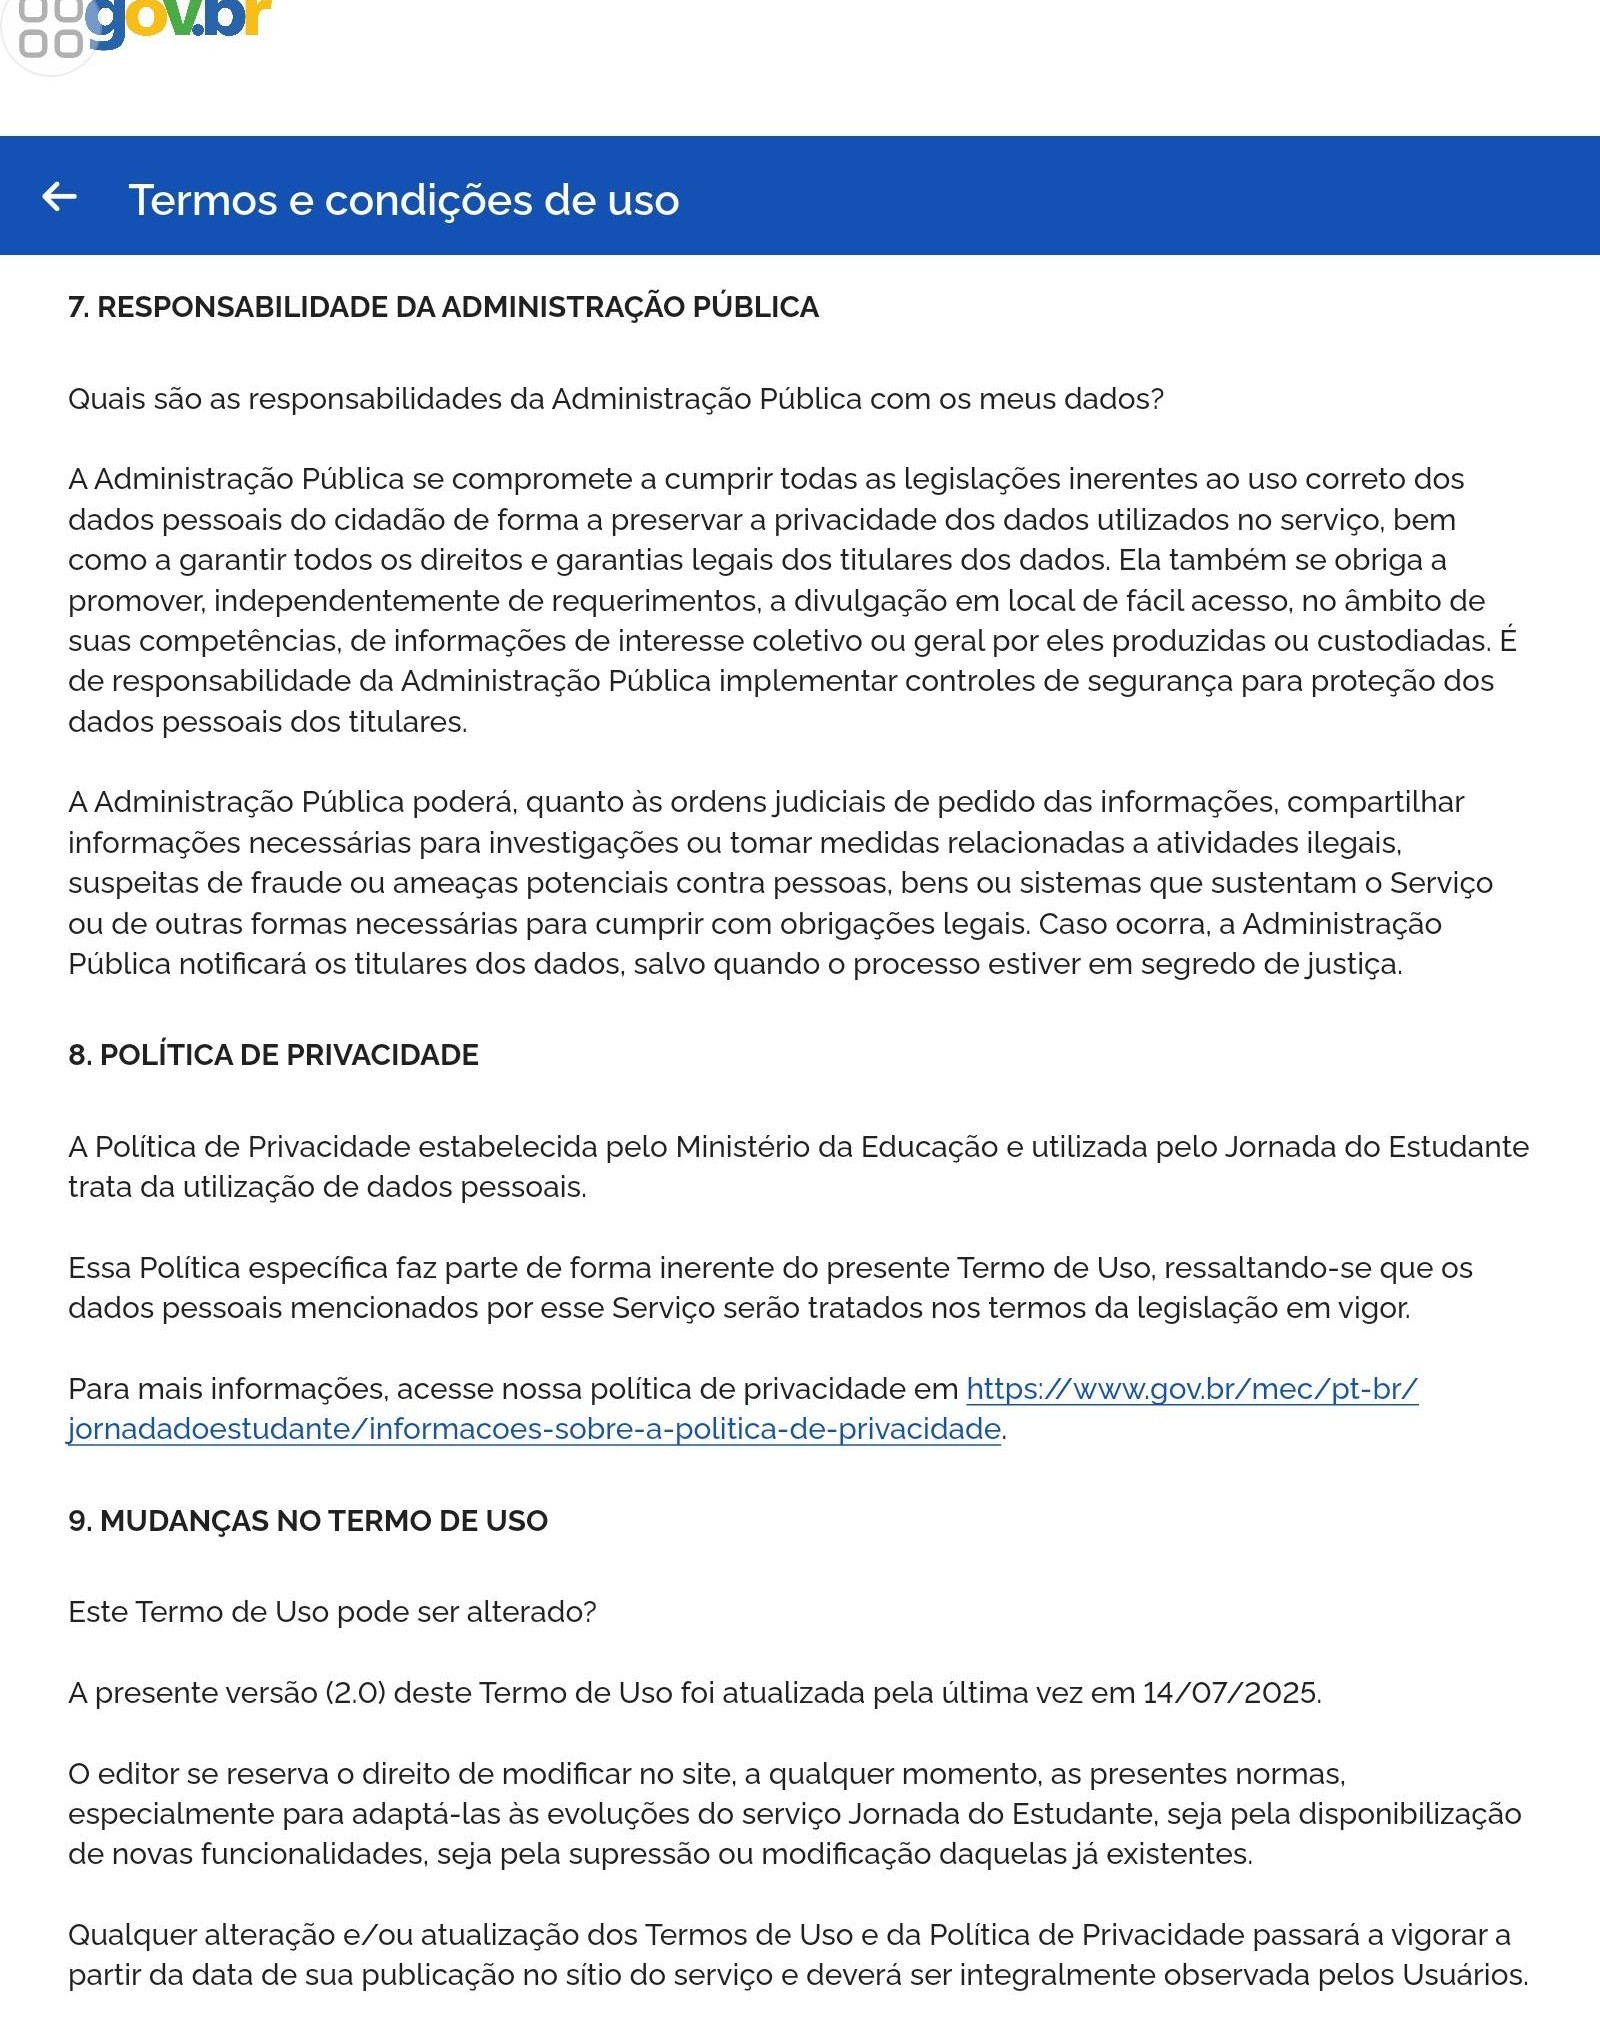 gov.br
Termos e condições de uso
7. RESPONSABILIDADE DA ADMINISTRAÇÃO PÚBLICA
Quais são as responsabilidades da Administração Pública com os meus dados?
A Administração Pública se compromete a cumprir todas as legislações inerentes ao uso correto dos
dados pessoais do cidadão de forma a preservar a privacidade dos dados utilizados no serviço, bem
como a garantir todos os direitos e garantias legais dos titulares dos dados. Ela também se obriga a
promover, independentemente de requerimentos, a divulgação em local de fácil acesso, no âmbito de
suas competências, de informações de interesse coletivo ou geral por eles produzidas ou custodiadas. É
de responsabilidade da Administração Pública implementar controles de segurança para proteção dos
dados pessoais dos titulares.
A Administração Pública poderá, quanto às ordens judiciais de pedido das informações, compartilhar
informações necessárias para investigações ou tomar medidas relacionadas a atividades ilegais,
suspeitas de fraude ou ameaças potenciais contra pessoas, bens ou sistemas que sustentam o Serviço
ou de outras formas necessárias para cumprir com obrigações legais. Caso ocorra, a Administração
Pública notificará os titulares dos dados, salvo quando o processo estiver em segredo de justiça.
8. POLÍTICA DE PRIVACIDADE
A Política de Privacidade estabelecida pelo Ministério da Educação e utilizada pelo Jornada do Estudante
trata da utilização de dados pessoais.
Essa Política específica faz parte de forma inerente do presente Termo de Uso, ressaltando-se que os
dados pessoais mencionados por esse Serviço serão tratados nos termos da legislação em vigor.
Para mais informações, acesse nossa política de privacidade em https://www.gov.br/mec/pt-br/
jornadadoestudante/informacoes-sobre-a-politica-de-privacidade.
9. MUDANÇAS NO TERMO DE USO
Este Termo de Uso pode ser alterado?
A presente versão (2.0) deste Termo de Uso foi atualizada pela última vez em 14/07/2025.
O editor se reserva o direito de modificar no site, a qualquer momento, as presentes normas,
especialmente para adaptá-las às evoluções do serviço Jornada do Estudante, seja pela disponibilização
de novas funcionalidades, seja pela supressão ou modificação daquelas já existentes.
Qualquer alteração e/ou atualização dos Termos de Uso e da Política de Privacidade passará a vigorar a
partir da data de sua publicação no sítio do serviço e deverá ser integralmente observada pelos Usuários.